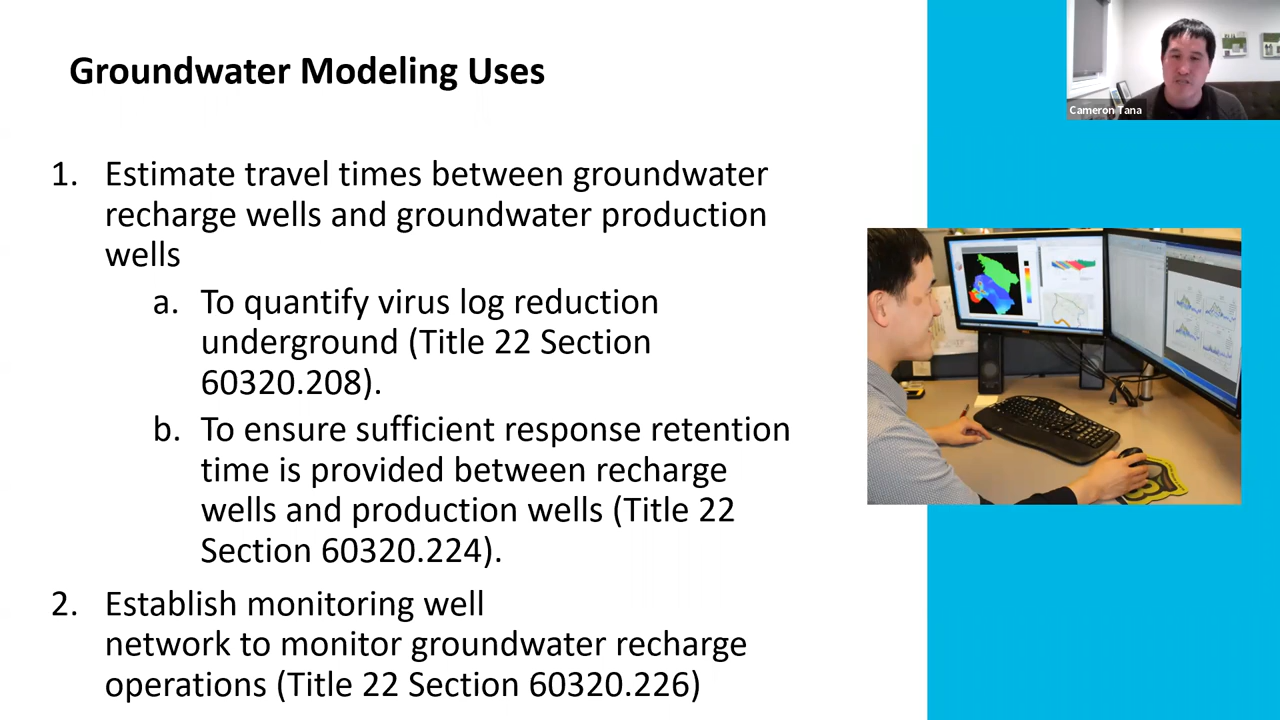 Groundwater Modeling Uses
Cameron Tana
1. Estimate travel times between groundwater
recharge wells and groundwater production
wells
a. To quantify virus log reduction
underground (Title 22 Section
60320.208).
b. To ensure sufficient response retention
time is provided between recharge
wells and production wells (Title 22
Section 60320.224).
2. Establish monitoring well
network to monitor groundwater recharge
operations (Title 22 Section 60320.226)